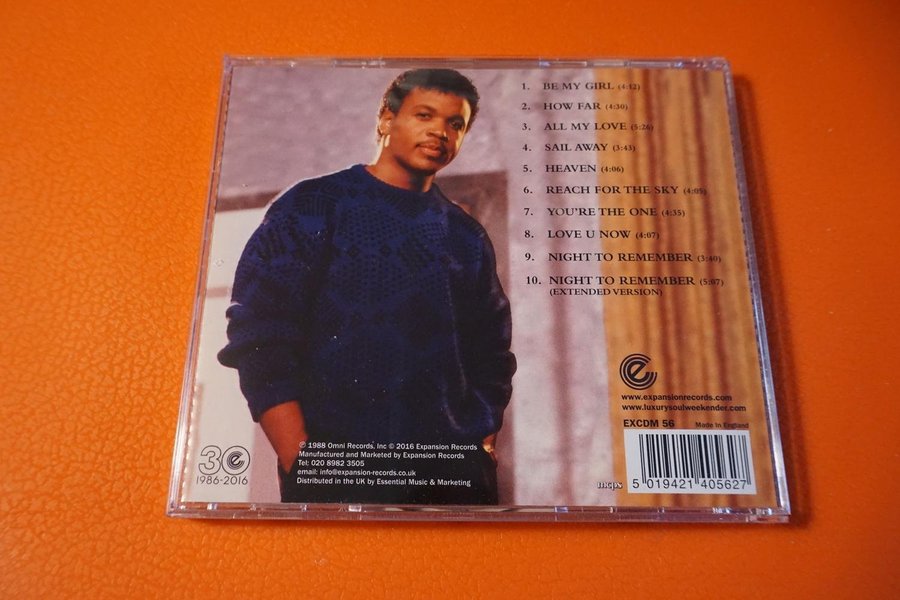 1. BE MY GIRL (4:12)
2. HOW FAR (4:30)
3. ALL MY LOVE (5:26)
4. SAIL AWAY (3:43)
5. HEAVEN (4:06)
6. REACH FOR THE SKY (4:05)
7. YOU'RE THE ONE (4:35)
8. LOVE U NOW (4:07)
9. NIGHT TO REMEMBER (3:40)
10. NIGHT TO REMEMBER (5:07)
(EXTENDED VERSION)
e
www.expansionrecords.com
www.luxurysoulweekender.com
EXCDM 56 Made in England
mcps
5 019421 405627
30
1986-2016
℗ 1988 Omni Records, Inc © 2016 Expansion Records
Manufactured and Marketed by Expansion Records
Tel: 020 8982 3505
email: info@expansion-records.co.uk
Distributed in the UK by Essential Music & Marketing